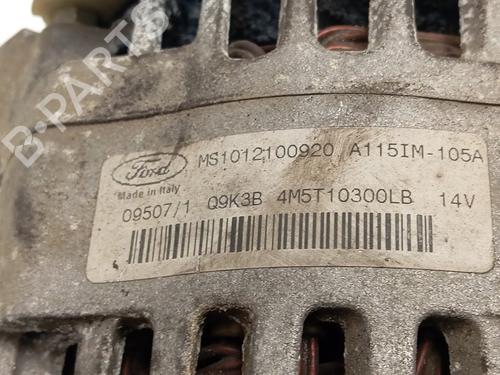 B-PARTS
Ford MS1012100920 A115IM-105A
Made in Italy
09507/1 Q9K3B 4M5T10300LB 14V